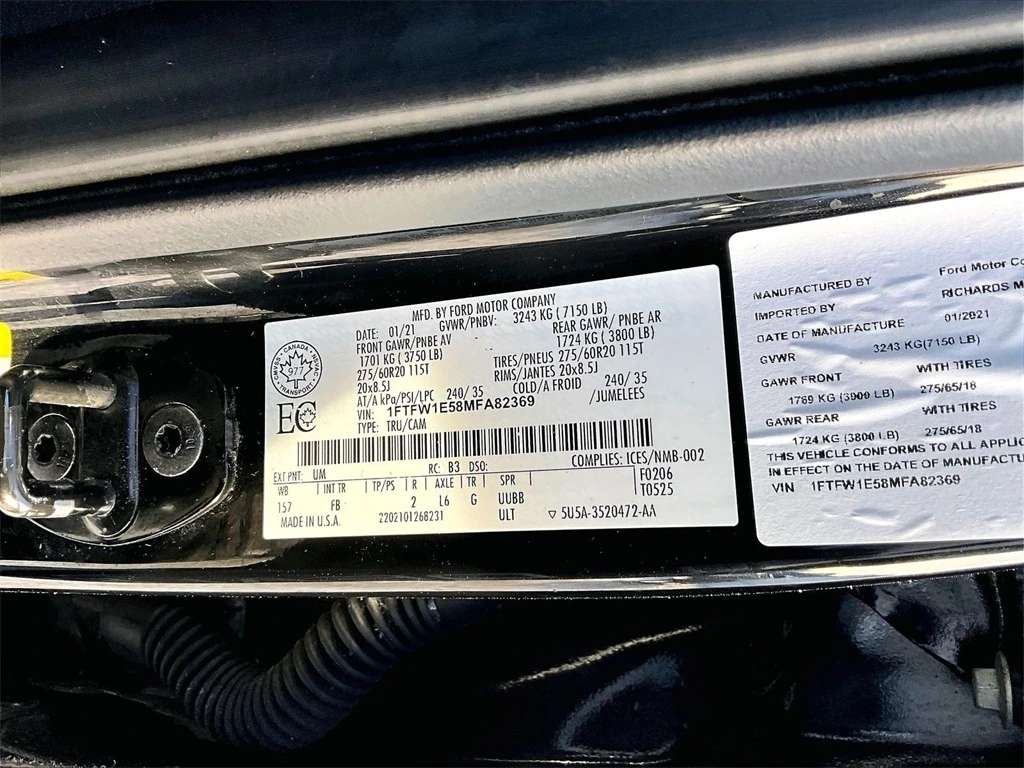 MFD. BY FORD MOTOR COMPANY
DATE: 01/21 GVWR/PNBV: 3243 KG ( 7150 LB)
FRONT GAWR/PNBE AV REAR GAWR/ PNBE AR
1701 KG ( 3750 LB) 1724 KG ( 3800 LB)
275/60R20 115T TIRES/PNEUS 275/60R20 115T
20x8.5J RIMS/JANTES 20x8.5J
AT/A kPa/PSI/LPC 240/ 35 COLD/A FROID 240/ 35
VIN: 1FTFW1E58MFA82369 /JUMELEES
TYPE: TRU/CAM
CANADA
NSVAC
CMVSS
977
TRANSPORT
EC
COMPLIES: ICES/NMB-002
EXT PNT: UM RC: B3 DSO: F0206
WB INT TR TP/PS R AXLE TR SPR T0525
157 FB 2 L6 G UUBB
MADE IN U.S.A. 2202101268231 ULT ▽ 5U5A-3520472-AA
MANUFACTURED BY Ford Motor Co
IMPORTED BY RICHARDS M
DATE OF MANUFACTURE 01/2021
GVWR 3243 KG(7150 LB)
GAWR FRONT WITH TIRES
1769 KG (3900 LB) 275/65/18
GAWR REAR WITH TIRES
1724 KG (3800 LB) 275/65/18
THIS VEHICLE CONFORMS TO ALL APPLIC
IN EFFECT ON THE DATE OF MANUFACTU
VIN 1FTFW1E58MFA82369